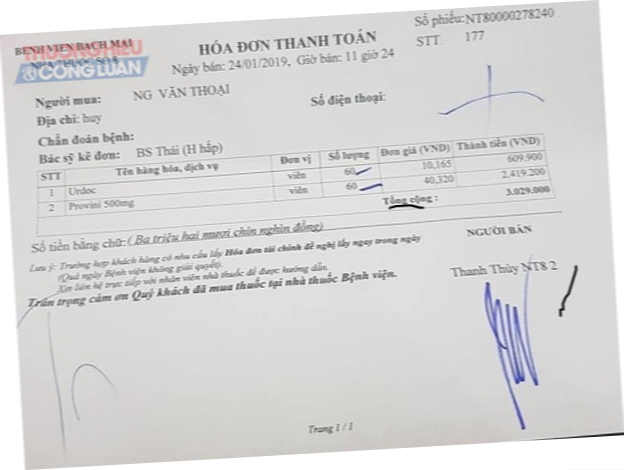 Số phiếu: NT80000278240
BỆNH VIỆN BẠCH MAI
THƯƠNG HIỆU
& CÔNG LUẬN
HÓA ĐƠN THANH TOÁN
STT 177
Ngày bán: 24/01/2019, Giờ bán: 11 giờ 24
Người mua: NG VĂN THOẠI
Số điện thoại:
Địa chỉ: huy
Chẩn đoán bệnh:
Bác sỹ kê đơn: BS Thái (H hấp)
STT Tên hàng hóa, dịch vụ Đơn vị Số lượng Đơn giá (VND) Thành tiền (VND)
1 Urdoc viên 60 10,165 609.900
2 Provini 500mg viên 60 40,320 2.419.200
Tổng cộng : 3.029.000
Số tiền bằng chữ: ( Ba triệu hai mươi chín nghìn đồng)
NGƯỜI BÁN
Lưu ý: Trường hợp khách hàng có nhu cầu lấy Hóa đơn tài chính đề nghị lấy ngay trong ngày
(Quá ngày Bệnh viện không giải quyết).
Xin liên hệ trực tiếp với nhân viên nhà thuốc để được hướng dẫn.
Trân trọng cảm ơn Quý khách đã mua thuốc tại nhà thuốc Bệnh viện.
Thanh Thủy NT8 2
Trang 1 / 1